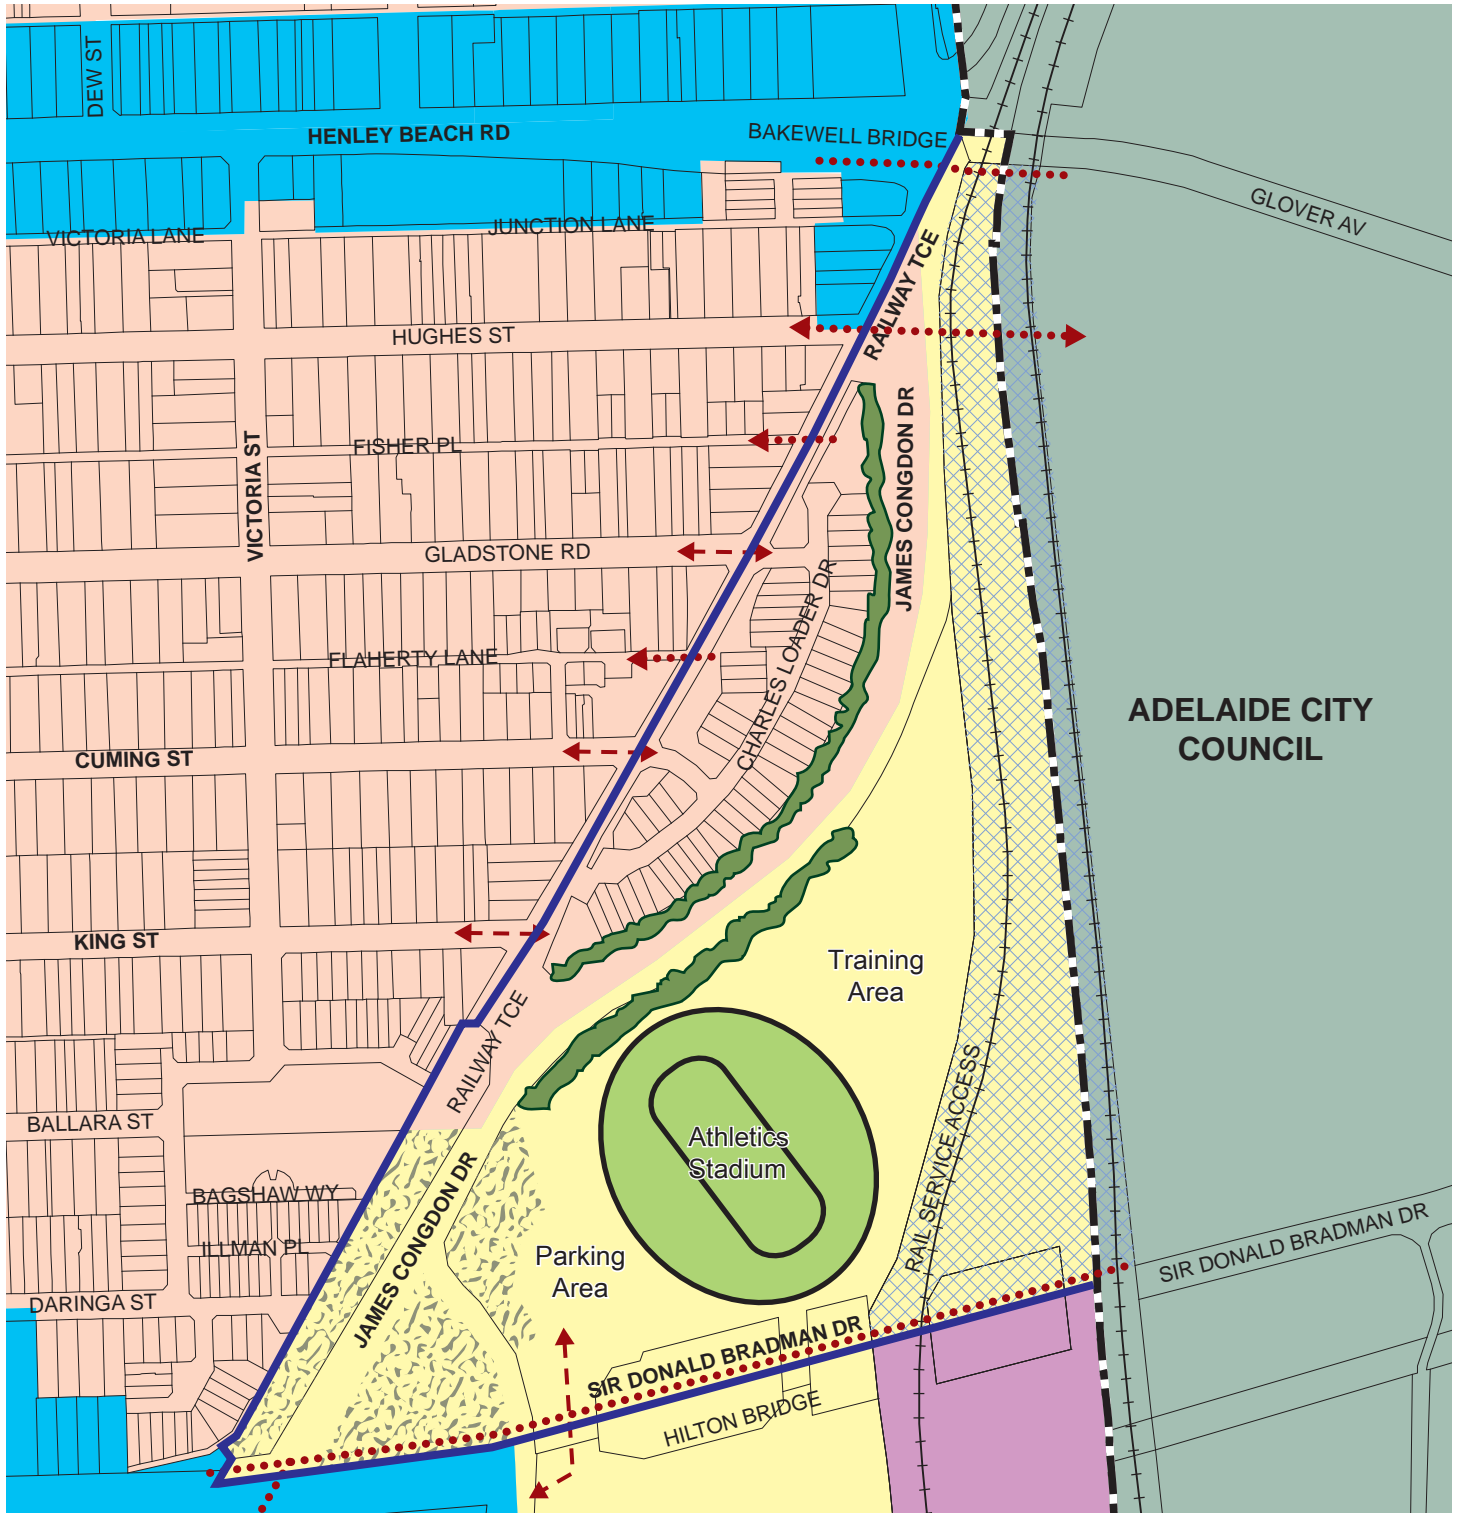 DEW ST
HENLEY BEACH RD
BAKEWELL BRIDGE
GLOVER AV
VICTORIA LANE
JUNCTION LANE
RAILWAY TCE
HUGHES ST
JAMES CONGDON DR
FISHER PL
VICTORIA ST
GLADSTONE RD
CHARLES LOADER DR
FLAHERTY LANE
ADELAIDE CITY
COUNCIL
CUMING ST
KING ST
Training
Area
RAILWAY TCE
RAIL SERVICE ACCESS
BALLARA ST
Athletics
Stadium
BAGSHAW WY
JAMES CONGDON DR
ILLMAN PL
Parking
Area
SIR DONALD BRADMAN DR
DARINGA ST
SIR DONALD BRADMAN DR
HILTON BRIDGE